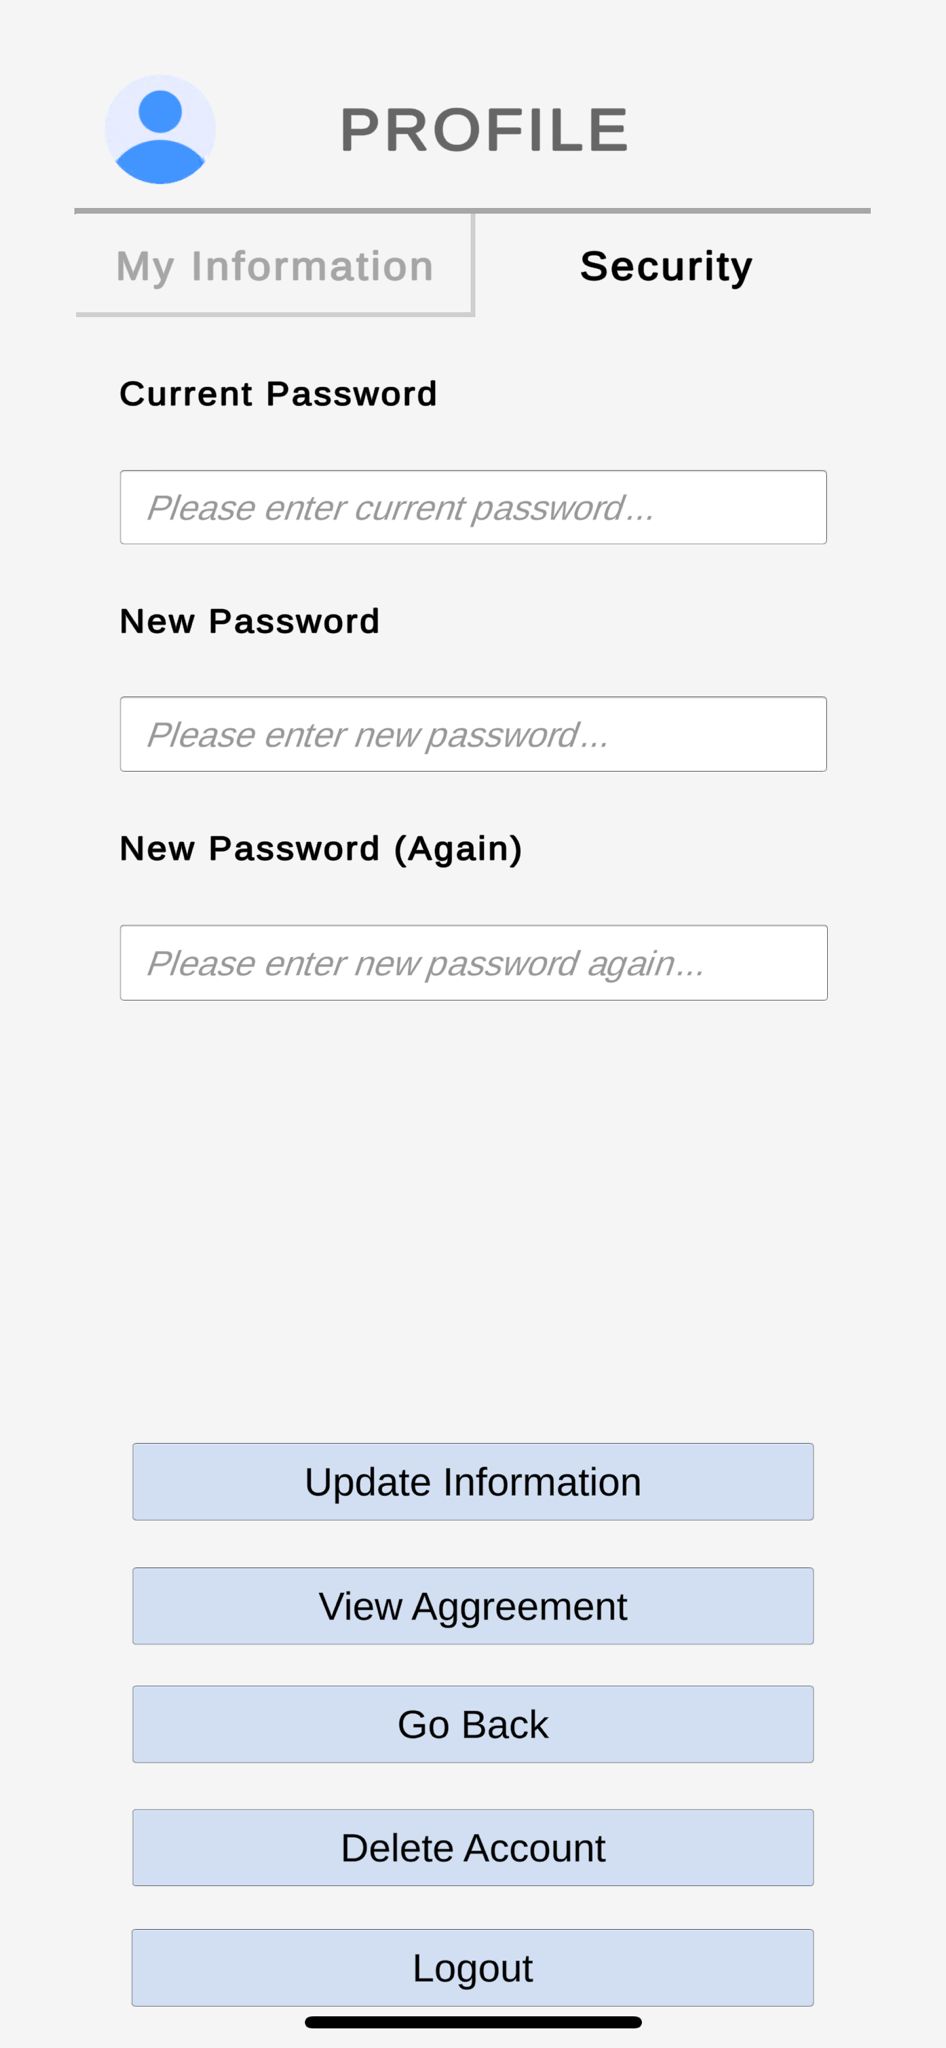 PROFILE
My Information
Security
Current Password
Please enter current password...
New Password
Please enter new password...
New Password (Again)
Please enter new password again...
Update Information
View Aggreement
Go Back
Delete Account
Logout